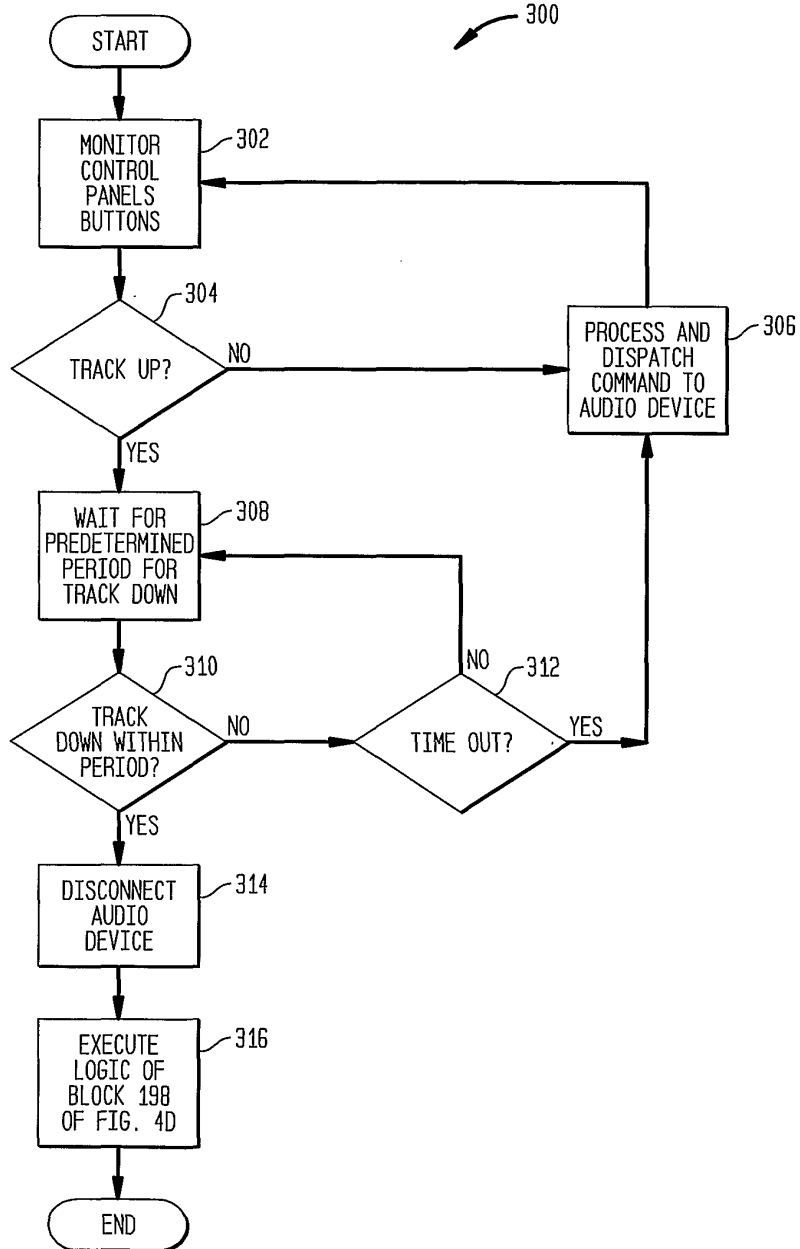 300
START
MONITOR
CONTROL
PANELS
BUTTONS
302
304
TRACK UP?
NO
YES
PROCESS AND
DISPATCH
COMMAND TO
AUDIO DEVICE
306
WAIT FOR
PREDETERMINED
PERIOD FOR
TRACK DOWN
308
310
TRACK
DOWN WITHIN
PERIOD?
NO
YES
312
TIME OUT?
NO
YES
DISCONNECT
AUDIO
DEVICE
314
EXECUTE
LOGIC OF
BLOCK 198
OF FIG. 4D
316
END